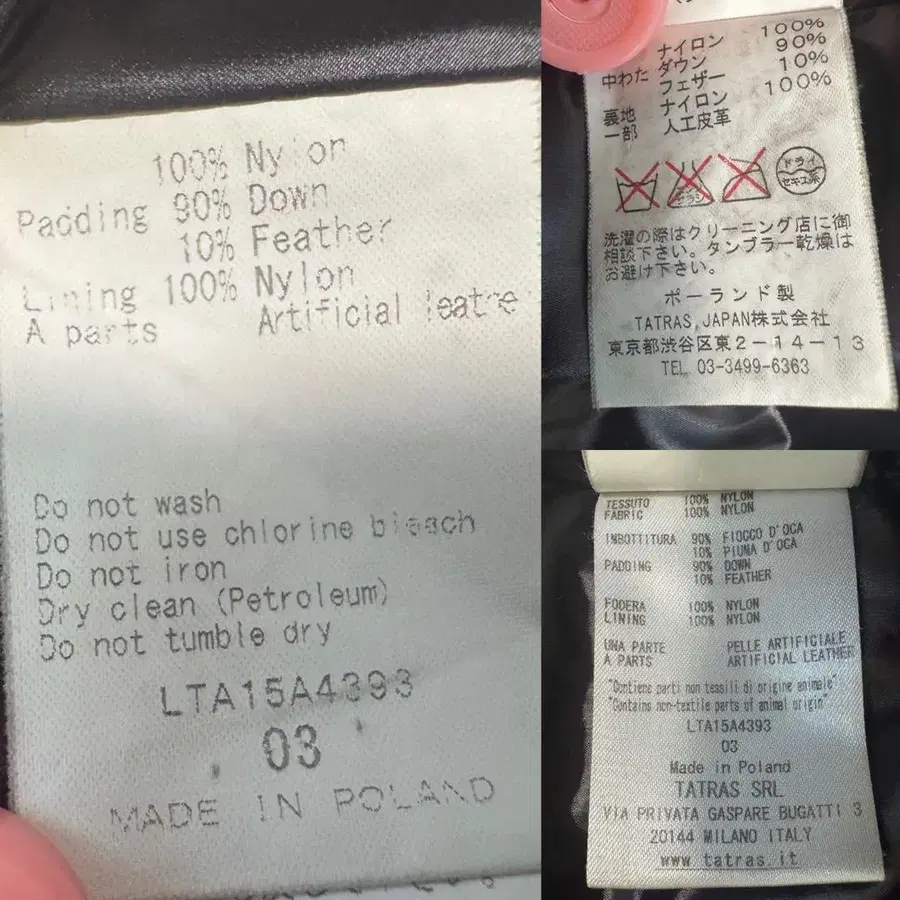 100% Nylon
Padding 90% Down
10% Feather
Lining 100% Nylon
A parts Artificial leathe
Do not wash
Do not use chlorine bleach
Do not iron
Dry clean (Petroleum)
Do not tumble dry
LTA15A4393
03
MADE IN POLAND
ナイロン 100%
中わた ダウン 90%
フェザー 10%
裏地 ナイロン 100%
一部 人工皮革
ドライ
セキユ系
洗濯の際はクリーニング店に御
相談下さい。タンブラー乾燥は
お避け下さい。
ポーランド製
TATRAS JAPAN株式会社
東京都渋谷区東2-14-13
TEL 03-3499-6363
TESSUTO 100% NYLON
FABRIC 100% NYLON
INBOTTITURA 90% FIOCCO D'OCA
10% PIUMA D'OCA
PADDING 90% DOWN
10% FEATHER
FODERA 100% NYLON
LINING 100% NYLON
UNA PARTE PELLE ARTIFICIALE
A PARTS ARTIFICIAL LEATHER
"Contiene parti non tessili di origine animale"
"Contains non-textile parts of animal origin"
LTA15A4393
03
Made in Poland
TATRAS SRL
VIA PRIVATA GASPARE BUGATTI 3
20144 MILANO ITALY
www.tatras.it